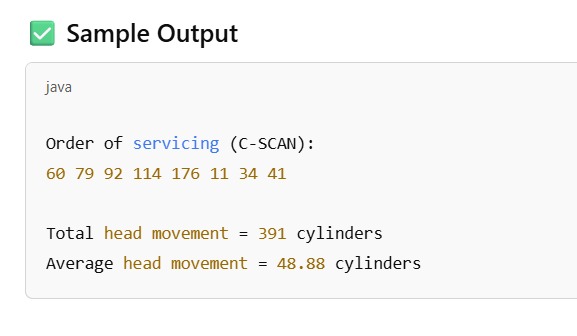 ✅ Sample Output
java
Order of servicing (C-SCAN):
60 79 92 114 176 11 34 41
Total head movement = 391 cylinders
Average head movement = 48.88 cylinders